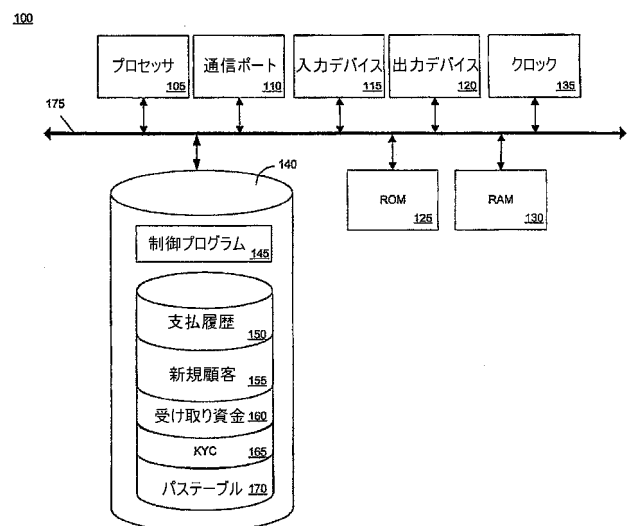 100
プロセッサ
105
通信ポート
110
入力デバイス
115
出力デバイス
120
クロック
135
175
140
ROM
125
RAM
130
制御プログラム
145
支払履歴 150
新規顧客
155
受け取り資金 160
KYC 165
パステーブル 170